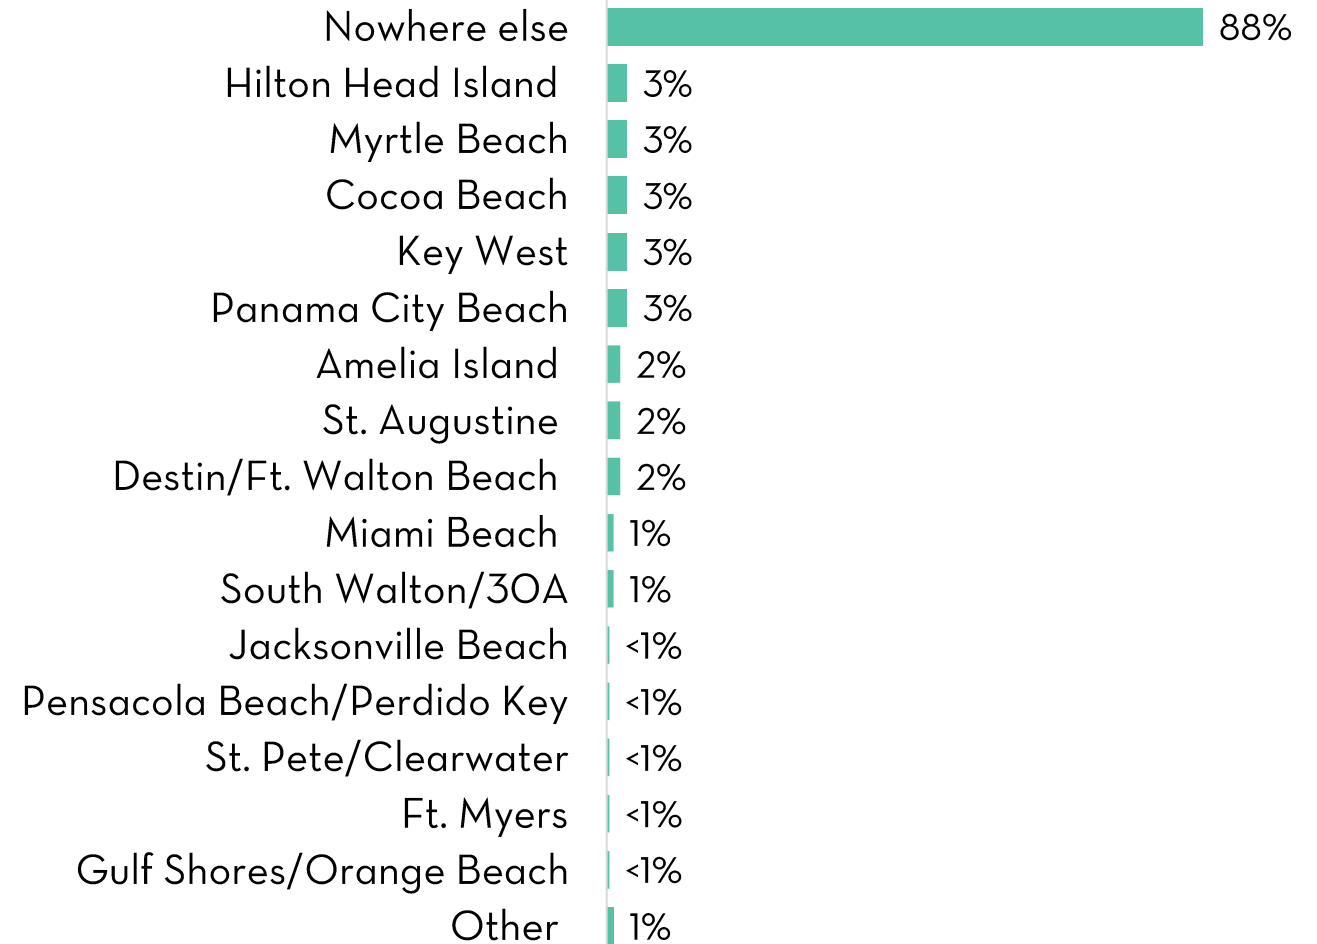 Nowhere else 88%
Hilton Head Island 3%
Myrtle Beach 3%
Cocoa Beach 3%
Key West 3%
Panama City Beach 3%
Amelia Island 2%
St. Augustine 2%
Destin/Ft. Walton Beach 2%
Miami Beach 1%
South Walton/30A 1%
Jacksonville Beach <1%
Pensacola Beach/Perdido Key <1%
St. Pete/Clearwater <1%
Ft. Myers <1%
Gulf Shores/Orange Beach <1%
Other 1%